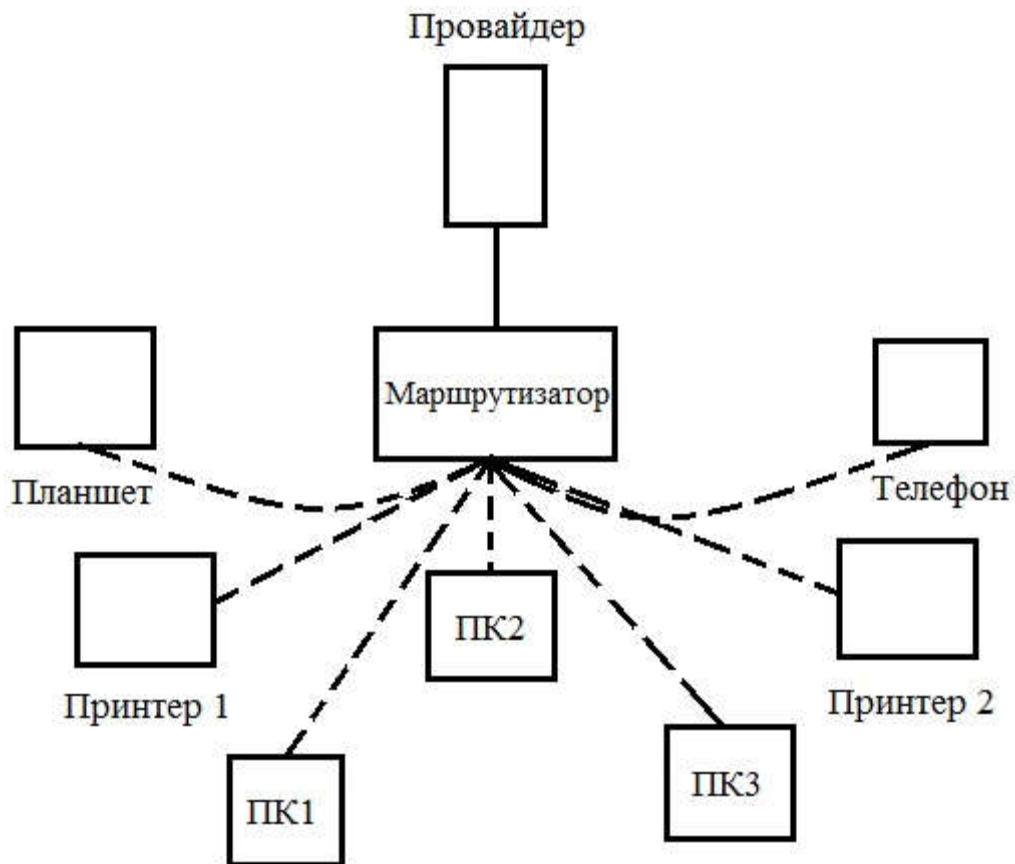 Провайдер
Маршрутизатор
Планшет
Телефон
ПК2
Принтер 1
Принтер 2
ПК1
ПК3